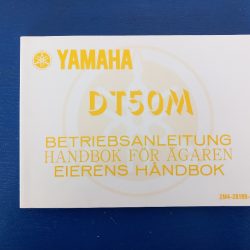 YAMAHA
DT50M
BETRIEBSANLEITUNG
HANDBOK FÖR ÄGAREN
EIERENS HÅNDBOK